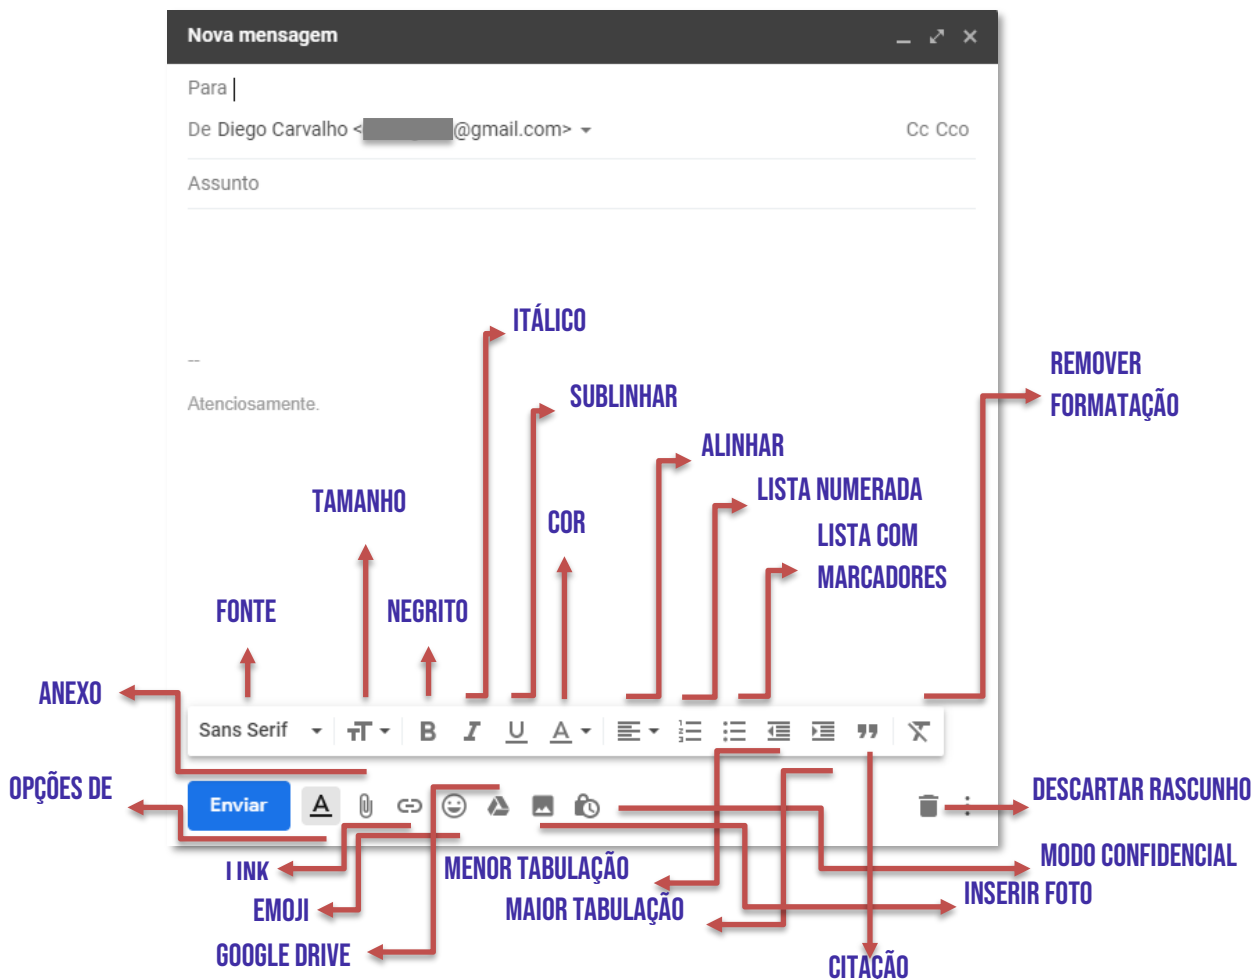 Nova mensagem
Para
De Diego Carvalho < @gmail.com>
Cc Cco
Assunto
--
Atenciosamente.
ITÁLICO
SUBLINHAR
REMOVER
FORMATAÇÃO
ALINHAR
LISTA NUMERADA
TAMANHO
COR
LISTA COM
MARCADORES
FONTE
NEGRITO
ANEXO
Sans Serif
OPÇÕES DE
Enviar
DESCARTAR RASCUNHO
MENOR TABULAÇÃO
MODO CONFIDENCIAL
I INK
EMOJI
MAIOR TABULAÇÃO
INSERIR FOTO
GOOGLE DRIVE
CITAÇÃO